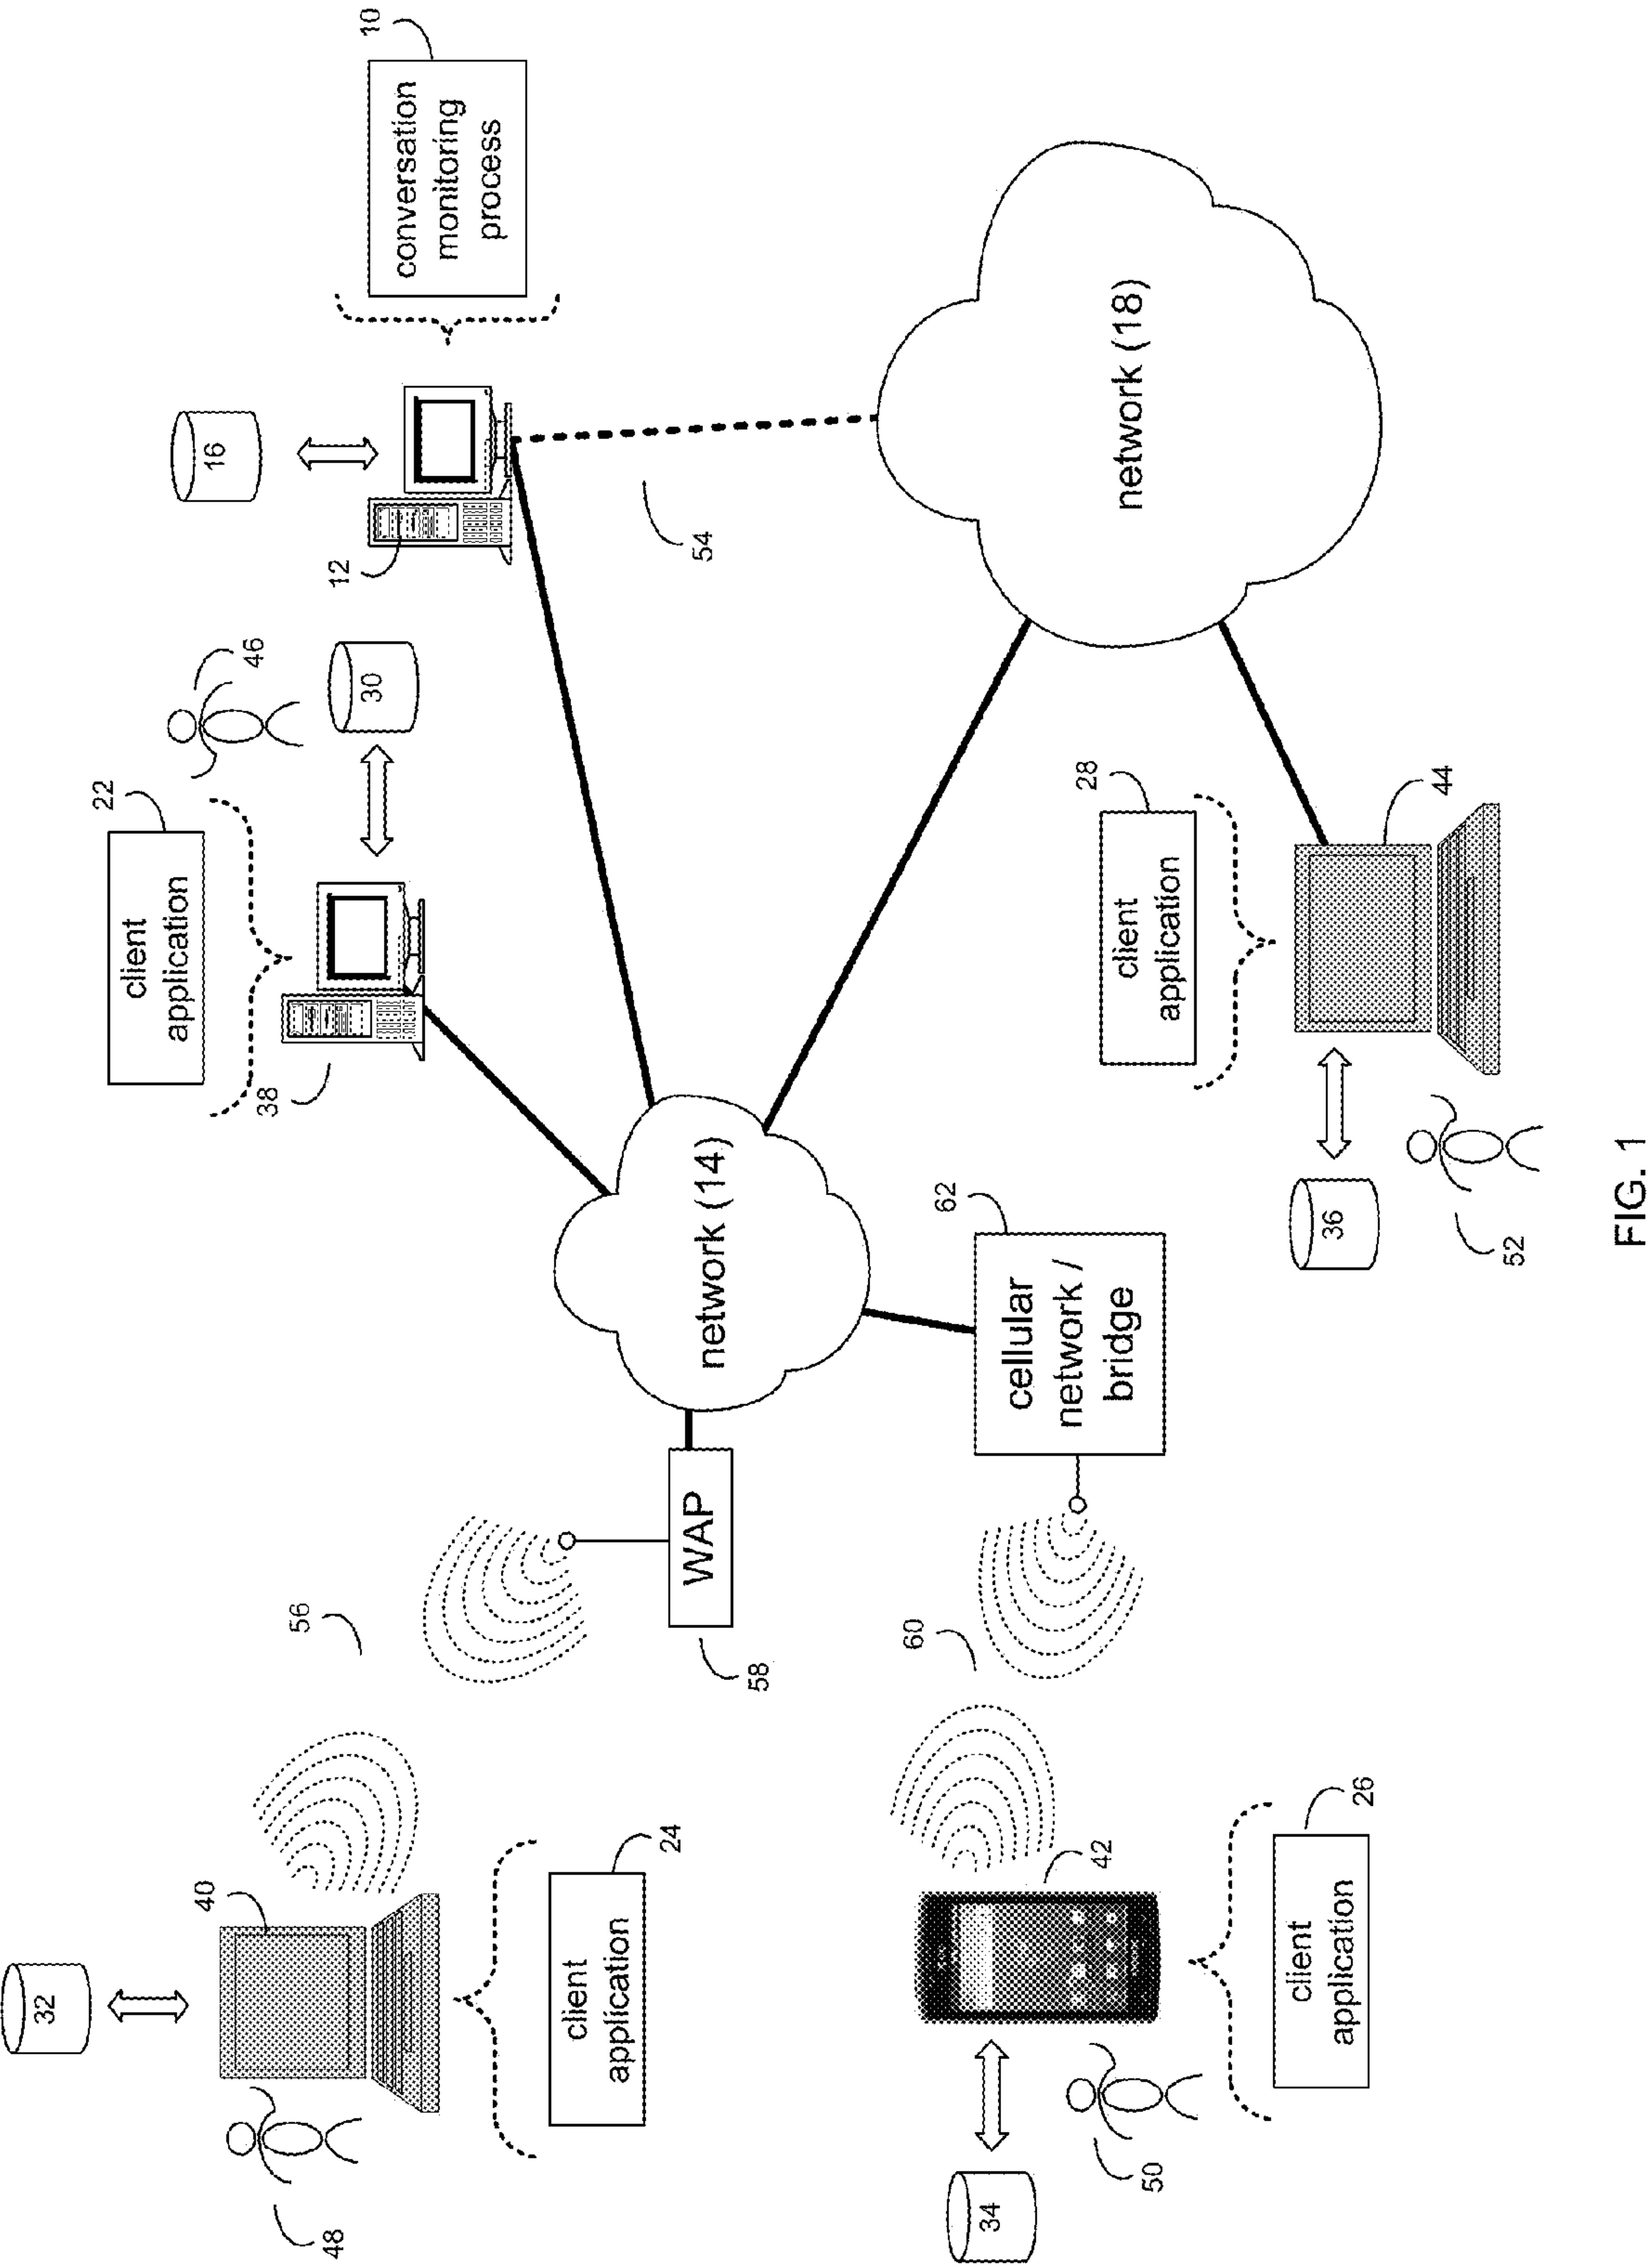 32
22
client
application
40
16
46
38
56
48
12
30
10
conversation
monitoring
process
client
application
24
54
WAP
58
network (14)
60
62
34
42
cellular
network /
bridge
50
28
client
application
network (18)
client
application
26
36
44
52
FIG. 1